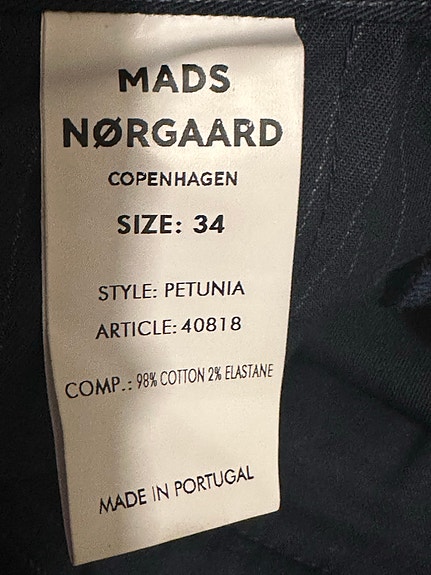 MADS
NØRGAARD
COPENHAGEN
SIZE: 34
STYLE: PETUNIA
ARTICLE: 40818
COMP.: 98% COTTON 2% ELASTANE
MADE IN PORTUGAL